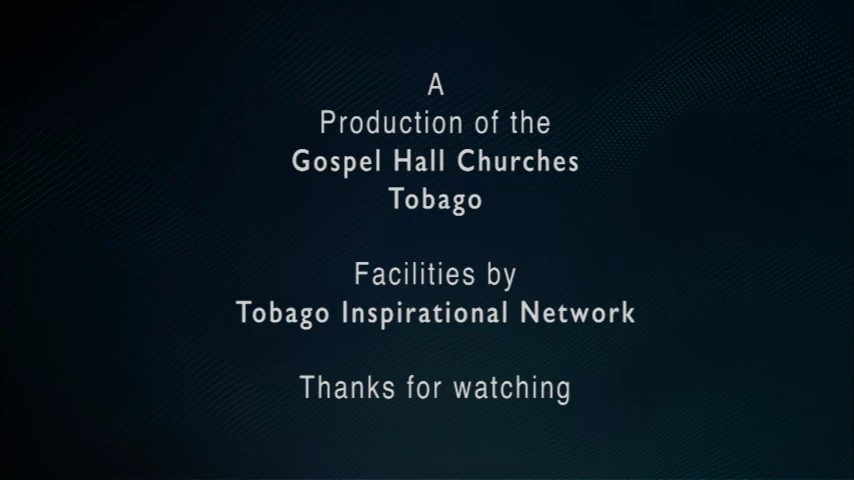 A
Production of the
Gospel Hall Churches
Tobago
Facilities by
Tobago Inspirational Network
Thanks for watching